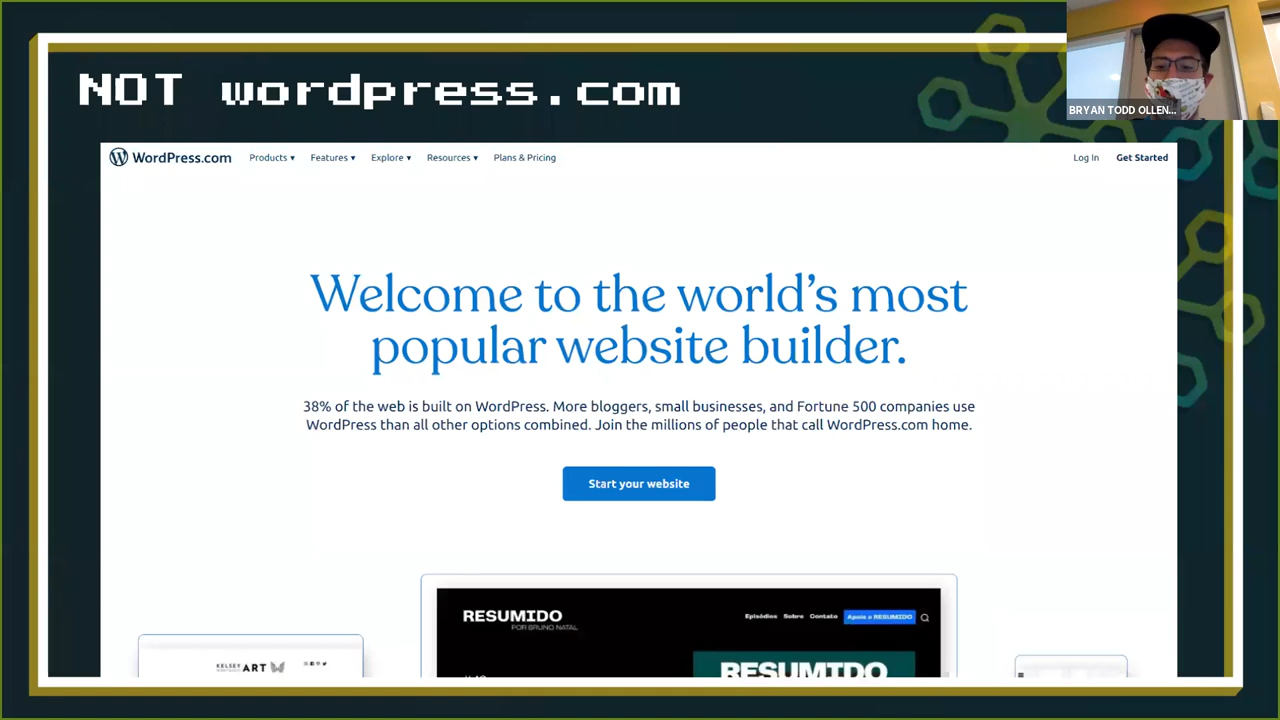 NOT wordpress.com
BRYAN TODD OLLEN...
WordPress.com Products ▾ Features ▾ Explore ▾ Resources ▾ Plans & Pricing Log In Get Started
Welcome to the world's most
popular website builder.
38% of the web is built on WordPress. More bloggers, small businesses, and Fortune 500 companies use
WordPress than all other options combined. Join the millions of people that call WordPress.com home.
Start your website
RESUMIDO Episódios Sobre Contato Apoie o RESUMIDO
POR BRUNO NATAL
KELSEY
ART
RESUMIDO